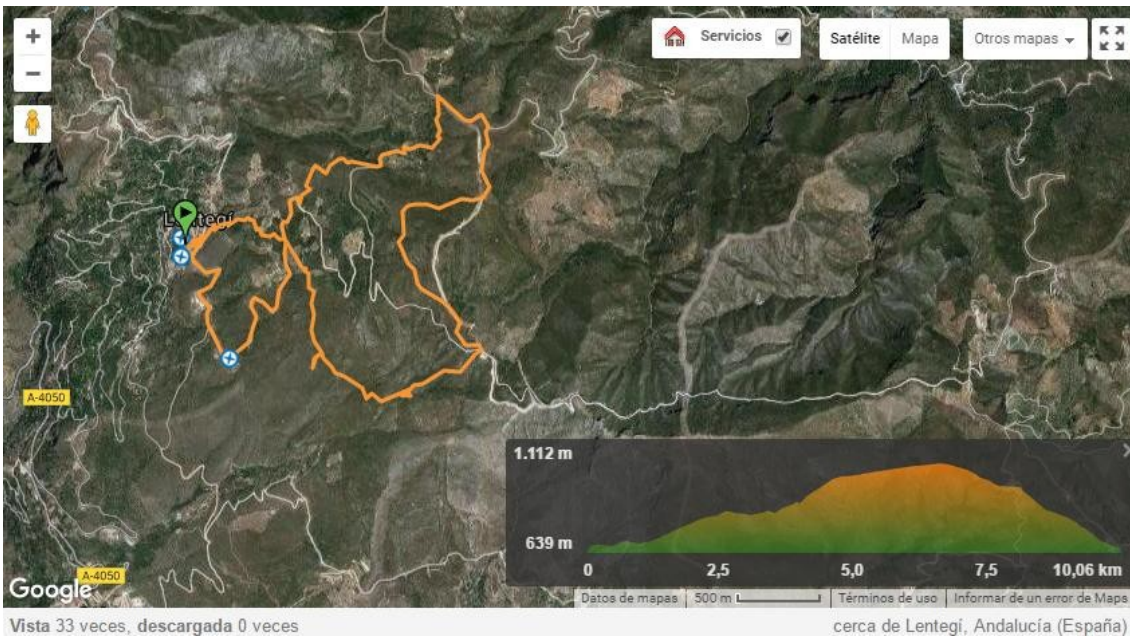 +
Servicios
Satélite Mapa
Otros mapas
−
Lentegí
A-4050
1.112 m
639 m
0 2,5 5,0 7,5 10,06 km
A-4050
Google
Datos de mapas 500 m Términos de uso Informar de un error de Maps
Vista 33 veces, descargada 0 veces
cerca de Lentegí, Andalucía (España)